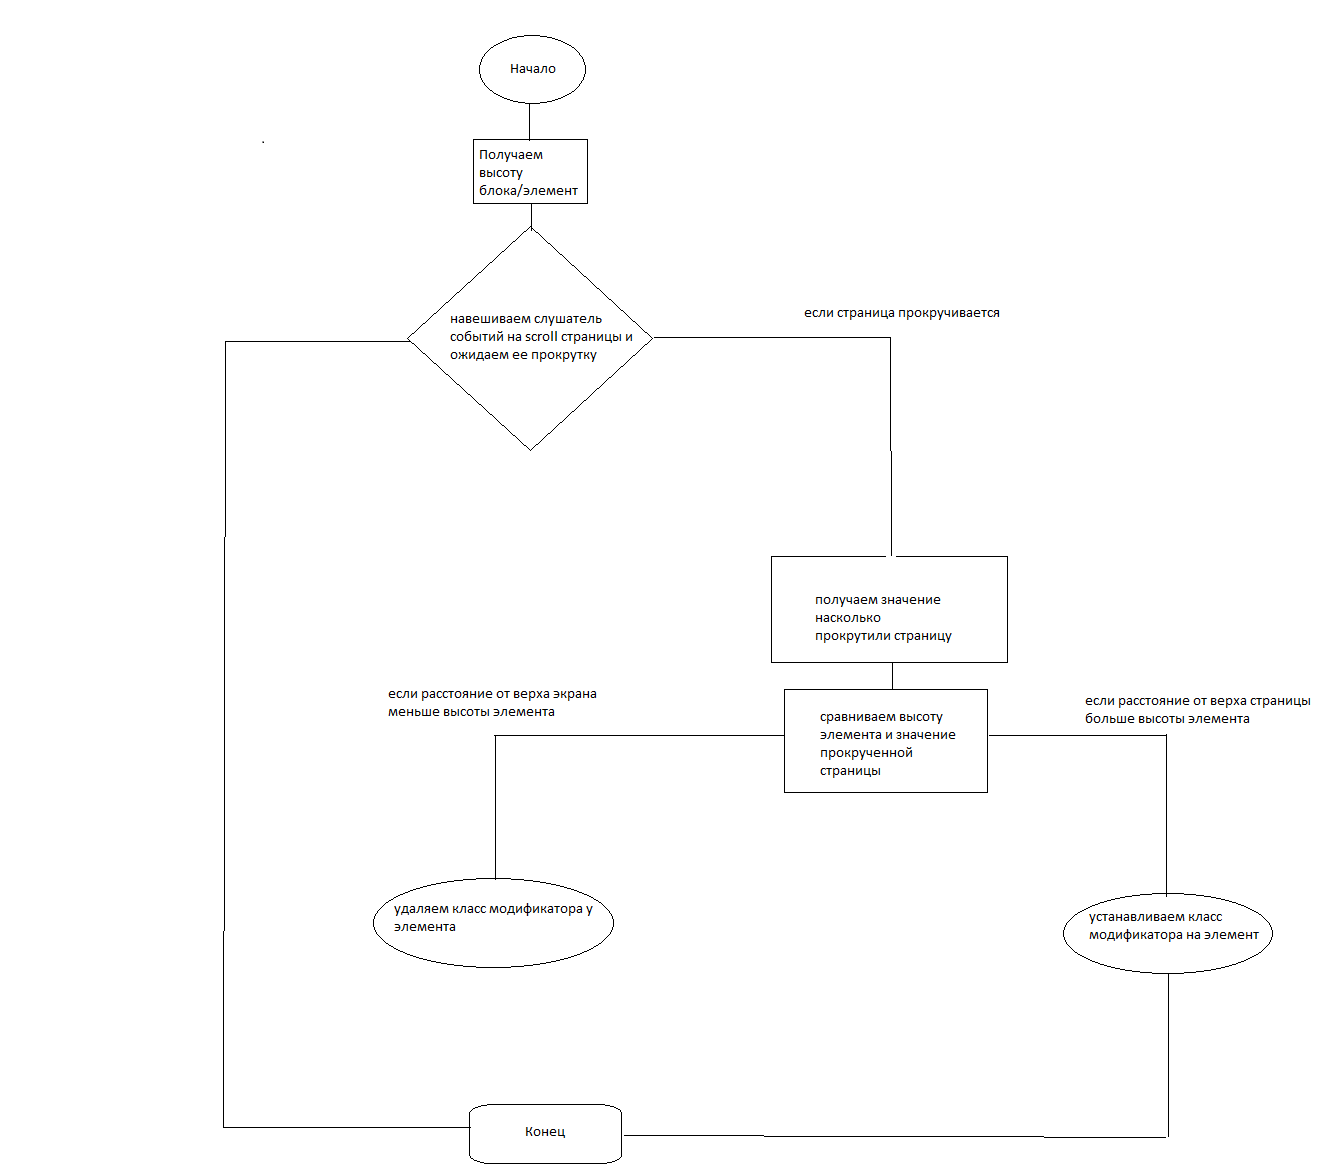 Начало
Получаем
высоту
блока/элемент
навешиваем слушатель
событий на scroll страницы и
ожидаем ее прокрутку
если страница прокручивается
получаем значение
насколько
прокрутили страницу
если расстояние от верха экрана
меньше высоты элемента
сравниваем высоту
элемента и значение
прокрученной
страницы
если расстояние от верха страницы
больше высоты элемента
удаляем класс модификатора у
элемента
устанавливаем класс
модификатора на элемент
Конец